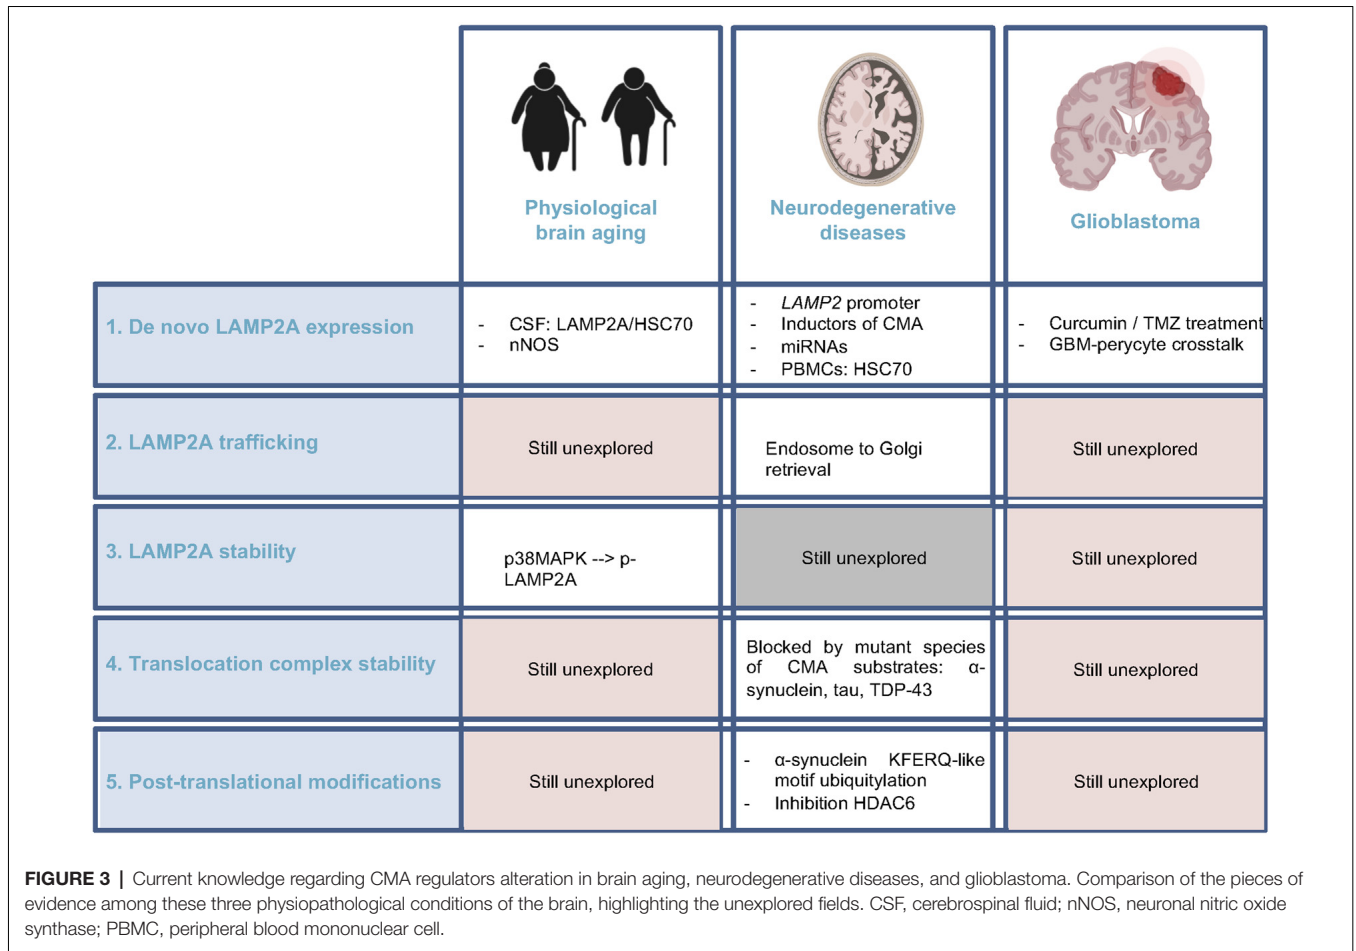 Physiological
brain aging
Neurodegenerative
diseases
Glioblastoma
1. De novo LAMP2A expression
- CSF: LAMP2A/HSC70
- nNOS
- LAMP2 promoter
- Inductors of CMA
- miRNAs
- PBMCs: HSC70
- Curcumin / TMZ treatment
- GBM-perycyte crosstalk
2. LAMP2A trafficking
Still unexplored
Endosome to Golgi
retrieval
Still unexplored
3. LAMP2A stability
p38MAPK --> p-
LAMP2A
Still unexplored
Still unexplored
4. Translocation complex stability
Still unexplored
Blocked by mutant species
of CMA substrates: α-
synuclein, tau, TDP-43
Still unexplored
5. Post-translational modifications
Still unexplored
- α-synuclein KFERQ-like
motif ubiquitylation
- Inhibition HDAC6
Still unexplored
FIGURE 3 | Current knowledge regarding CMA regulators alteration in brain aging, neurodegenerative diseases, and glioblastoma. Comparison of the pieces of
evidence among these three physiopathological conditions of the brain, highlighting the unexplored fields. CSF, cerebrospinal fluid; nNOS, neuronal nitric oxide
synthase; PBMC, peripheral blood mononuclear cell.